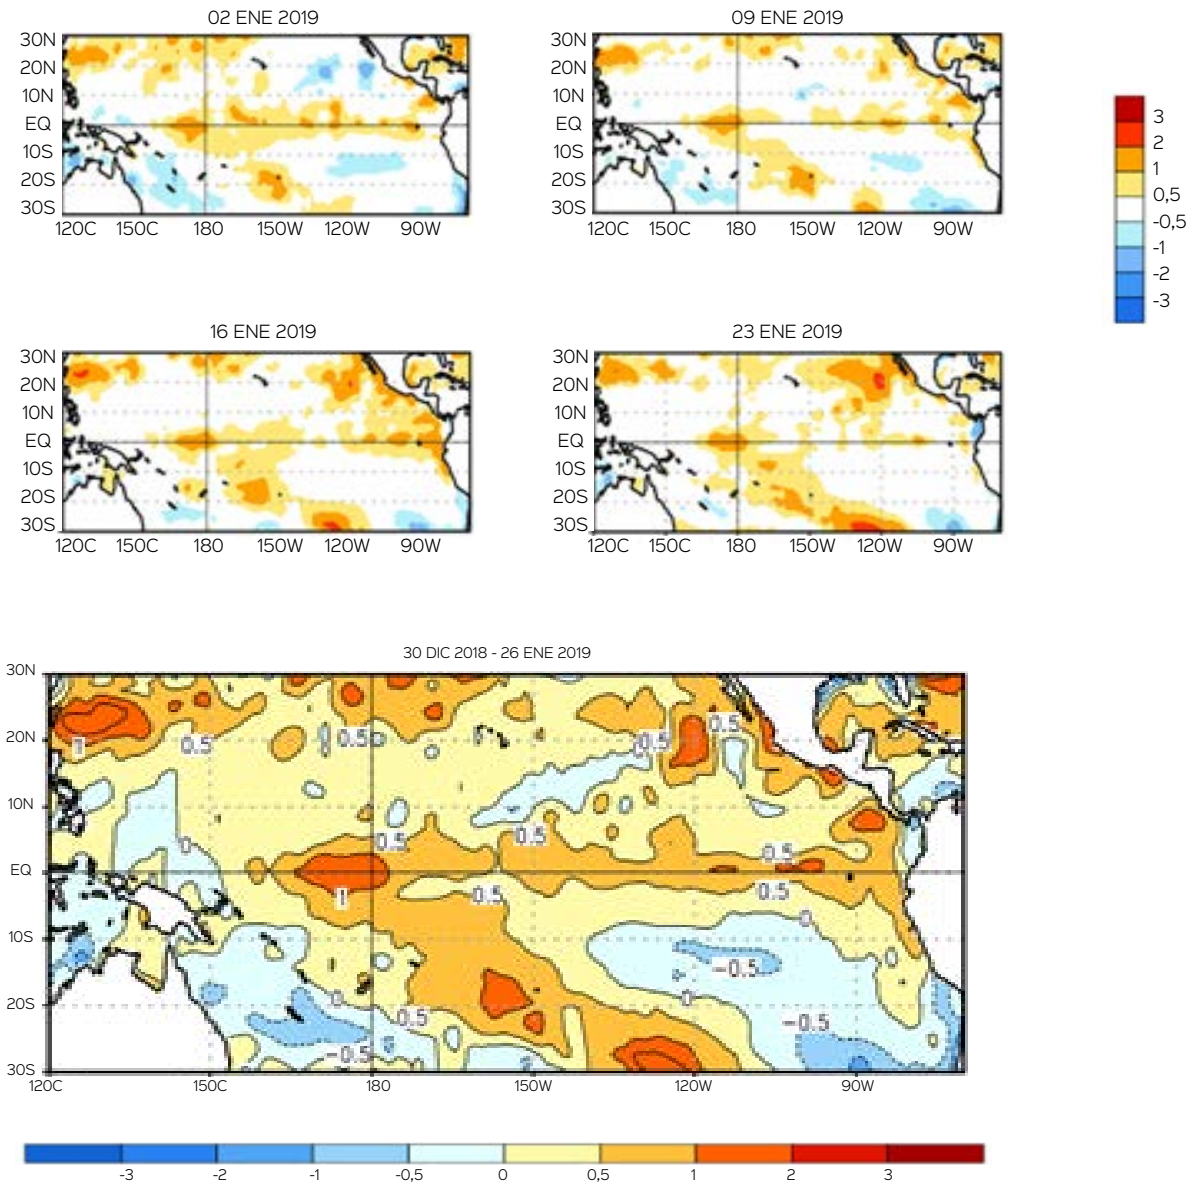 02 ENE 2019
30N
20N
10N
EQ
10S
20S
30S
120C 150C 180 150W 120W 90W
09 ENE 2019
30N
20N
10N
EQ
10S
20S
30S
120C 150C 180 150W 120W 90W
3
2
1
0,5
-0,5
-1
-2
-3
16 ENE 2019
30N
20N
10N
EQ
10S
20S
30S
120C 150C 180 150W 120W 90W
23 ENE 2019
30N
20N
10N
EQ
10S
20S
30S
120C 150C 180 150W 120W 90W
30 DIC 2018 - 26 ENE 2019
30N
0.5
20N
1 0.5 0.5 0.5
10N
0 0.5 0.5 0.5
EQ
1 0.5 0.5
0
10S
-0.5
20S
0 0
0.5 -0.5
-0.5
30S
120C 150C 180 150W 120W 90W
-3 -2 -1 -0,5 0 0,5 1 2 3